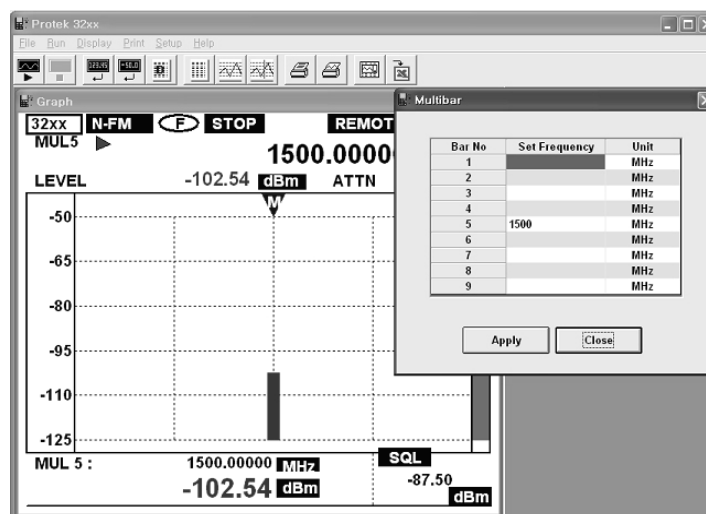 Protek 32xx
File Run Display Print Setup Help
Graph
32xx N-FM F STOP REMOT
MUL5
1500.0000
LEVEL -102.54 dBm ATTN
M
-50
-65
-80
-95
-110
-125
MUL 5 : 1500.00000 MHz SQL
-102.54 dBm -87.50 dBm
Multibar
Bar No Set Frequency Unit
1 MHz
2 MHz
3 MHz
4 MHz
5 1500 MHz
6 MHz
7 MHz
8 MHz
9 MHz
Apply Close